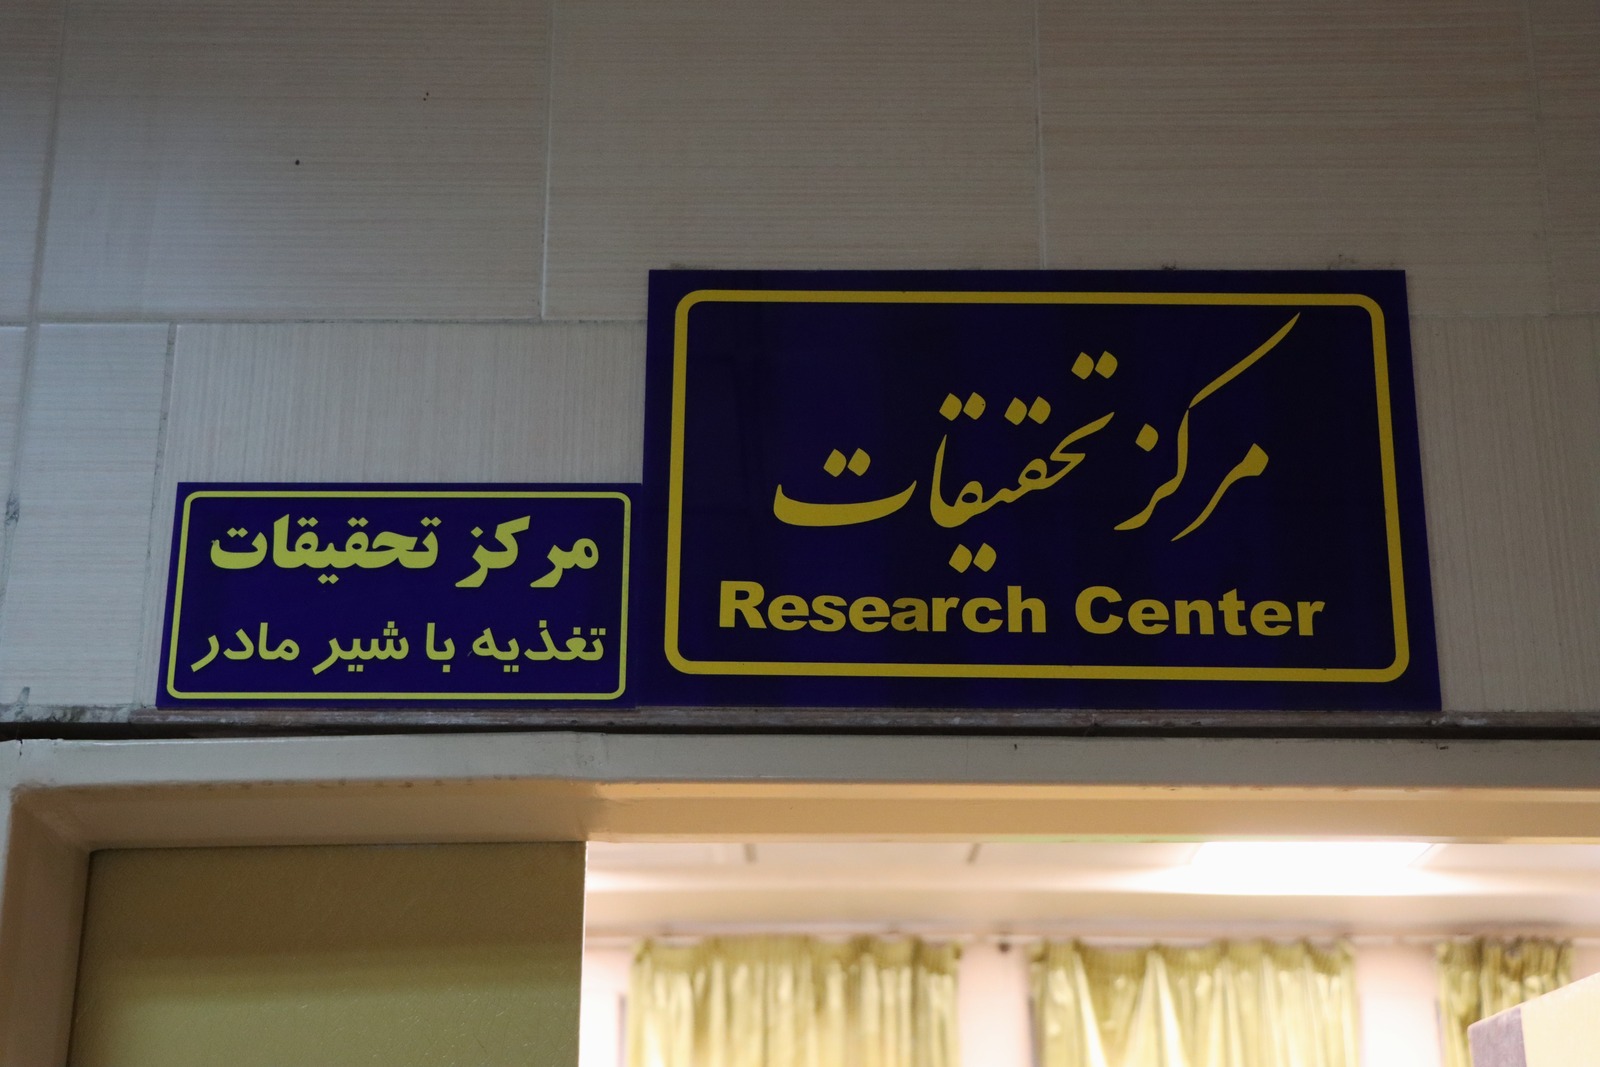 مرکز تحقیقات
Research Center
مرکز تحقیقات
تغذیه با شیر مادر